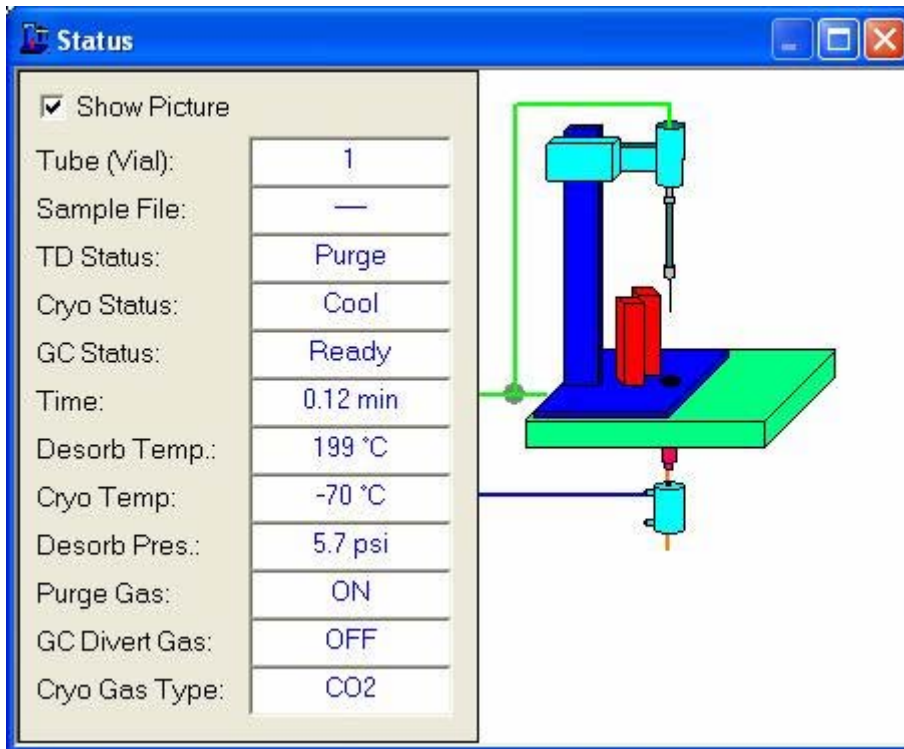 Status
Show Picture
Tube (Vial): 1
Sample File: —
TD Status: Purge
Cryo Status: Cool
GC Status: Ready
Time: 0.12 min
Desorb Temp.: 199 °C
Cryo Temp: -70 °C
Desorb Pres.: 5.7 psi
Purge Gas: ON
GC Divert Gas: OFF
Cryo Gas Type: CO2